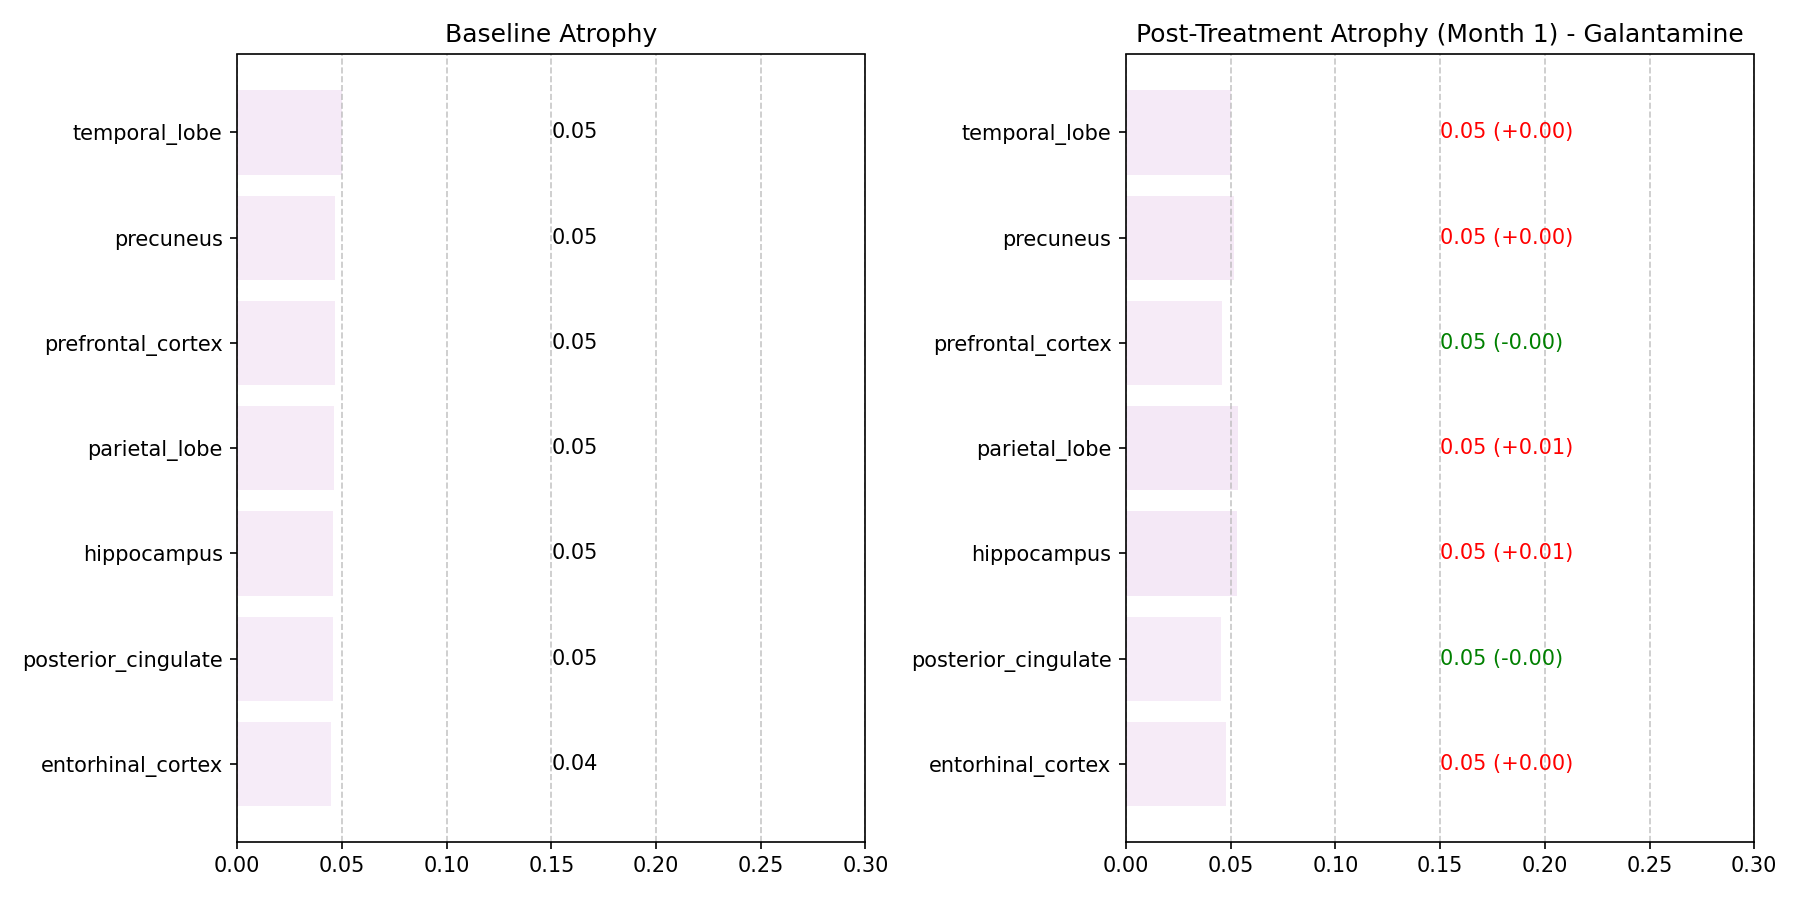 Baseline Atrophy
temporal_lobe
0.05
precuneus
0.05
prefrontal_cortex
0.05
parietal_lobe
0.05
hippocampus
0.05
posterior_cingulate
0.05
entorhinal_cortex
0.04
0.00 0.05 0.10 0.15 0.20 0.25 0.30
Post-Treatment Atrophy (Month 1) - Galantamine
temporal_lobe
0.05 (+0.00)
precuneus
0.05 (+0.00)
prefrontal_cortex
0.05 (-0.00)
parietal_lobe
0.05 (+0.01)
hippocampus
0.05 (+0.01)
posterior_cingulate
0.05 (-0.00)
entorhinal_cortex
0.05 (+0.00)
0.00 0.05 0.10 0.15 0.20 0.25 0.30